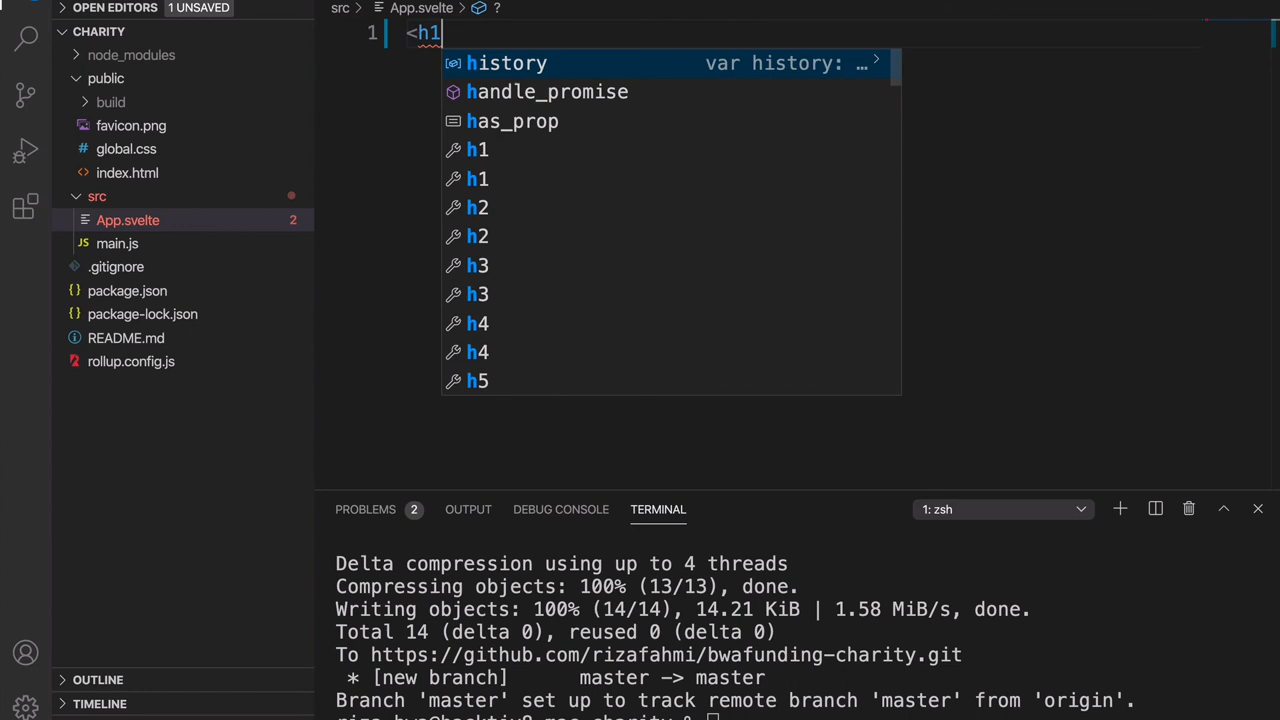 OPEN EDITORS 1 UNSAVED
CHARITY
node_modules
public
build
favicon.png
# global.css
<> index.html
src
App.svelte 2
JS main.js
.gitignore
{} package.json
{} package-lock.json
README.md
rollup.config.js
OUTLINE
TIMELINE
src > App.svelte > ?
1 <h1
history var history: …
handle_promise
has_prop
h1
h1
h2
h2
h3
h3
h4
h4
h5
PROBLEMS 2 OUTPUT DEBUG CONSOLE TERMINAL 1: zsh
Delta compression using up to 4 threads
Compressing objects: 100% (13/13), done.
Writing objects: 100% (14/14), 14.21 KiB | 1.58 MiB/s, done.
Total 14 (delta 0), reused 0 (delta 0)
To https://github.com/rizafahmi/bwafunding-charity.git
* [new branch] master -> master
Branch 'master' set up to track remote branch 'master' from 'origin'.